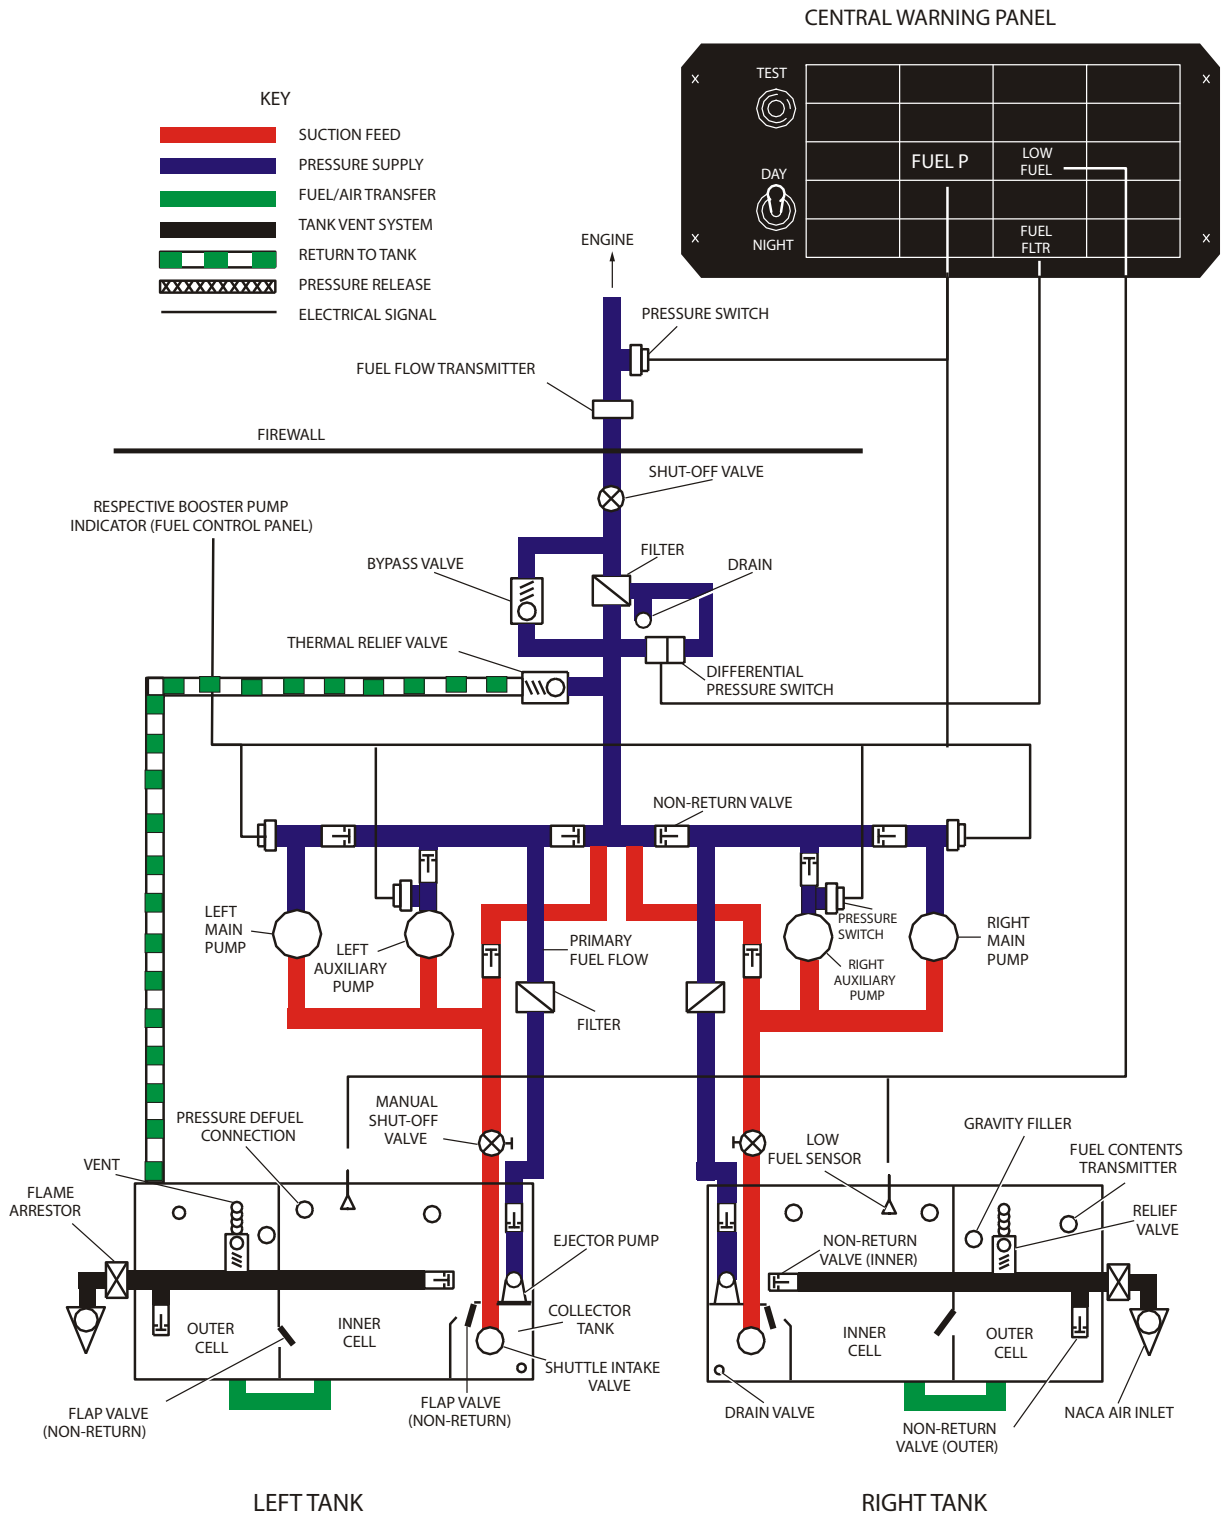 CENTRAL WARNING PANEL
TEST
FUEL P
LOW
FUEL
DAY
NIGHT
FUEL
FLTR
KEY
SUCTION FEED
PRESSURE SUPPLY
FUEL/AIR TRANSFER
TANK VENT SYSTEM
RETURN TO TANK
PRESSURE RELEASE
ELECTRICAL SIGNAL
ENGINE
PRESSURE SWITCH
FUEL FLOW TRANSMITTER
FIREWALL
SHUT-OFF VALVE
RESPECTIVE BOOSTER PUMP
INDICATOR (FUEL CONTROL PANEL)
BYPASS VALVE
FILTER
DRAIN
THERMAL RELIEF VALVE
DIFFERENTIAL
PRESSURE SWITCH
NON-RETURN VALVE
LEFT
MAIN
PUMP
LEFT
AUXILIARY
PUMP
PRIMARY
FUEL FLOW
FILTER
PRESSURE
SWITCH
RIGHT
AUXILIARY
PUMP
RIGHT
MAIN
PUMP
MANUAL
SHUT-OFF
VALVE
PRESSURE DEFUEL
CONNECTION
VENT
FLAME
ARRESTOR
LOW
FUEL SENSOR
GRAVITY FILLER
FUEL CONTENTS
TRANSMITTER
RELIEF
VALVE
EJECTOR PUMP
NON-RETURN
VALVE (INNER)
COLLECTOR
TANK
OUTER
CELL
INNER
CELL
INNER
CELL
OUTER
CELL
SHUTTLE INTAKE
VALVE
FLAP VALVE
(NON-RETURN)
FLAP VALVE
(NON-RETURN)
DRAIN VALVE
NON-RETURN
VALVE (OUTER)
NACA AIR INLET
LEFT TANK
RIGHT TANK